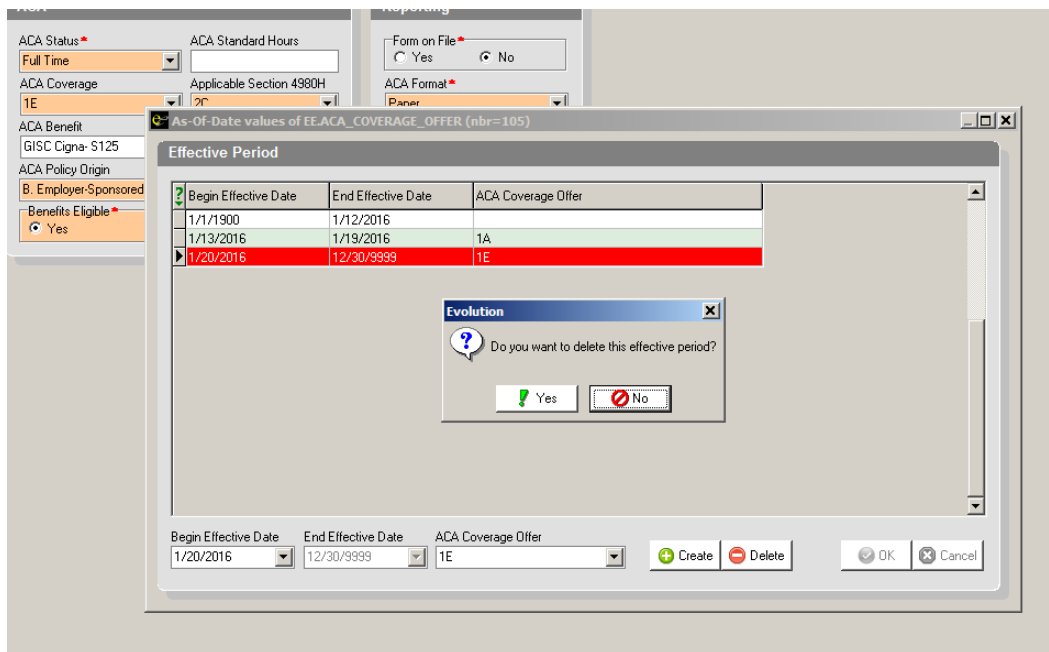 ACA
Reporting
ACA Status*
ACA Standard Hours
Full Time
Form on File*
Yes
No
ACA Coverage
Applicable Section 4980H
ACA Format*
1E
2C
Paper
As-Of-Date values of EE.ACA_COVERAGE_OFFER (nbr=105)
ACA Benefit
GISC Cigna- S125
ACA Policy Origin
B. Employer-Sponsored
Benefits Eligible*
Yes
Effective Period
? Begin Effective Date End Effective Date ACA Coverage Offer
1/1/1900 1/12/2016
1/13/2016 1/19/2016 1A
1/20/2016 12/30/9999 1E
Evolution
? Do you want to delete this effective period?
Yes No
Begin Effective Date End Effective Date ACA Coverage Offer
1/20/2016 12/30/9999 1E
Create Delete OK Cancel